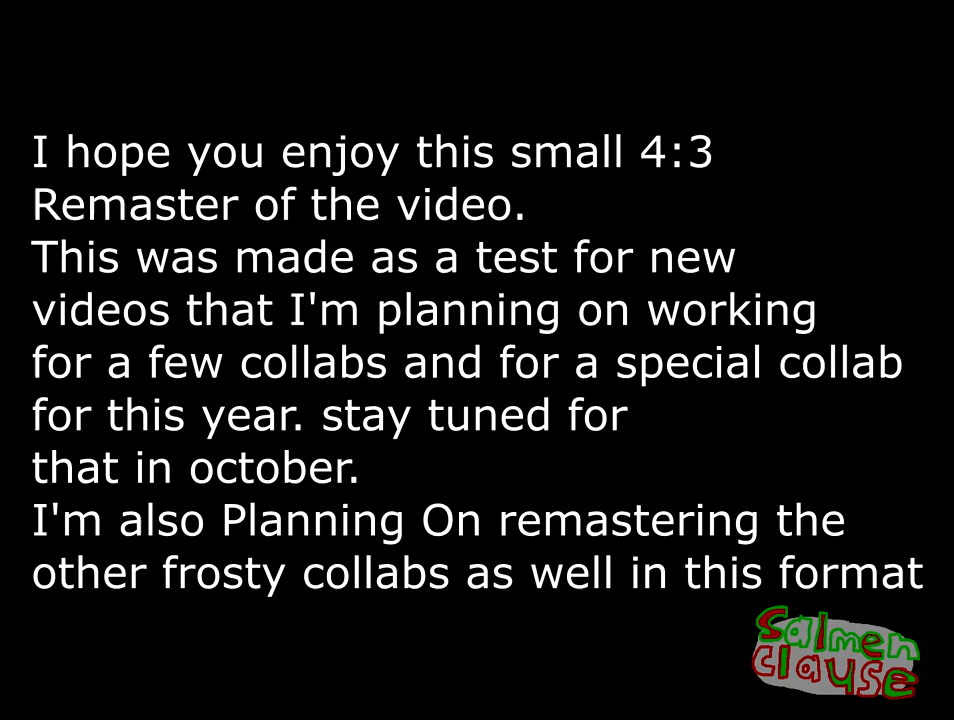 I hope you enjoy this small 4:3
Remaster of the video.
This was made as a test for new
videos that I'm planning on working
for a few collabs and for a special collab
for this year. stay tuned for
that in october.
I'm also Planning On remastering the
other frosty collabs as well in this format
Salmen
clause